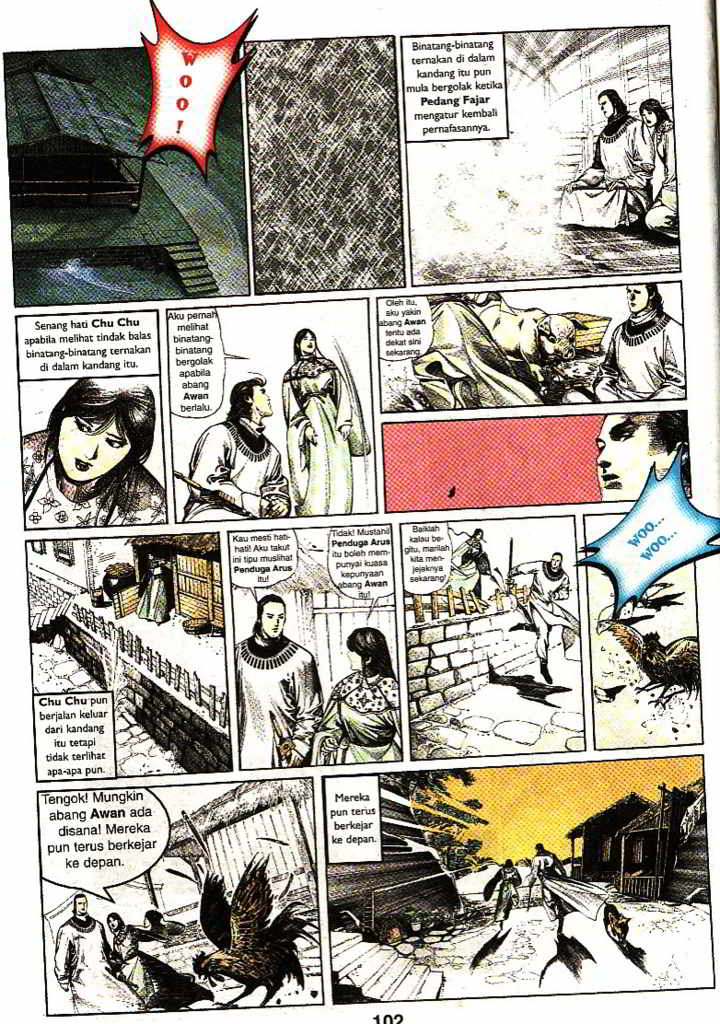 WOO!
Binatang-binatang
ternakan di dalam
kandang itu pun
mula bergolak ketika
Pedang Fajar
mengatur kembali
pernafasannya.
Senang hati Chu Chu
apabila melihat tindak balas
binatang-binatang ternakan
di dalam kandang itu.
Aku pernah
melihat
binatang-
binatang
bergolak
apabila
abang
Awan
berlalu.
Oleh itu,
aku yakin
abang Awan
tentu ada
dekat sini
sekarang.
Chu Chu pun
berjalan keluar
dari kandang
itu tetapi
tidak terlihat
apa-apa pun.
Kau mesti hati-
hati! Aku takut
ini tipu muslihat
Penduga Arus
itu!
Tidak! Mustahil
Penduga Arus
itu boleh mem-
punyai kuasa
kepunyaan
abang Awan
itu!
Baiklah
kalau be-
gitu, marilah
kita men-
jejaknya
sekarang!
WOO...
WOO...
Tengok! Mungkin
abang Awan ada
disana! Mereka
pun terus berkejar
ke depan.
Mereka
pun terus
berkejar
ke depan.
102